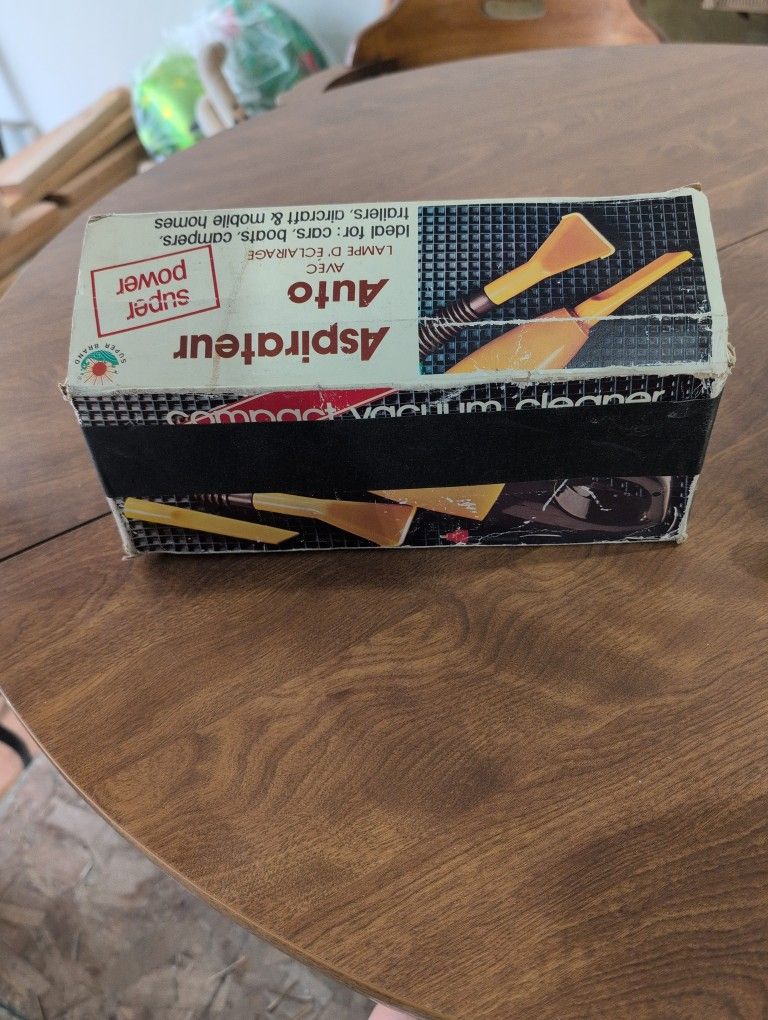 Aspirateur
Auto
AVEC
LAMPE D'ECLAIRAGE
Ideal for: cars, boats, campers,
trailers, aircraft & mobile homes
super
power
SUPER BRAND
compact vacuum cleaner